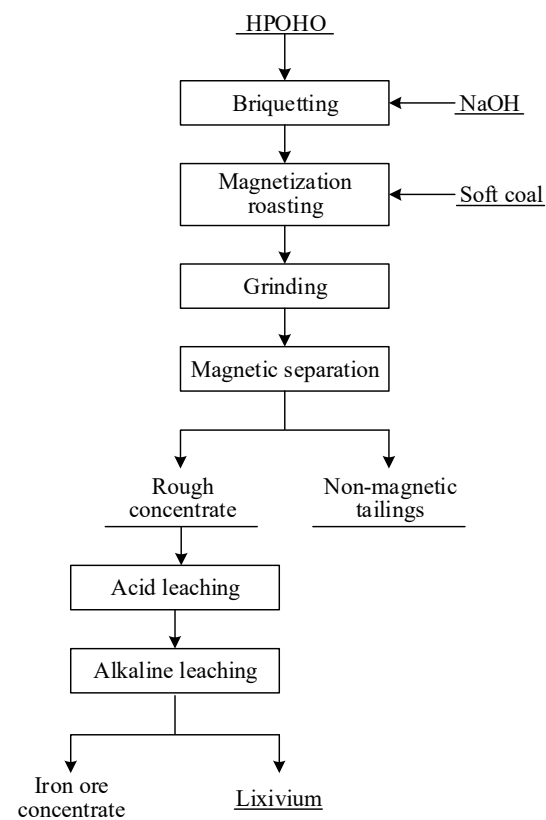 HPOHO
Briquetting
NaOH
Magnetization
roasting
Soft coal
Grinding
Magnetic separation
Rough
concentrate
Non-magnetic
tailings
Acid leaching
Alkaline leaching
Iron ore
concentrate
Lixivium